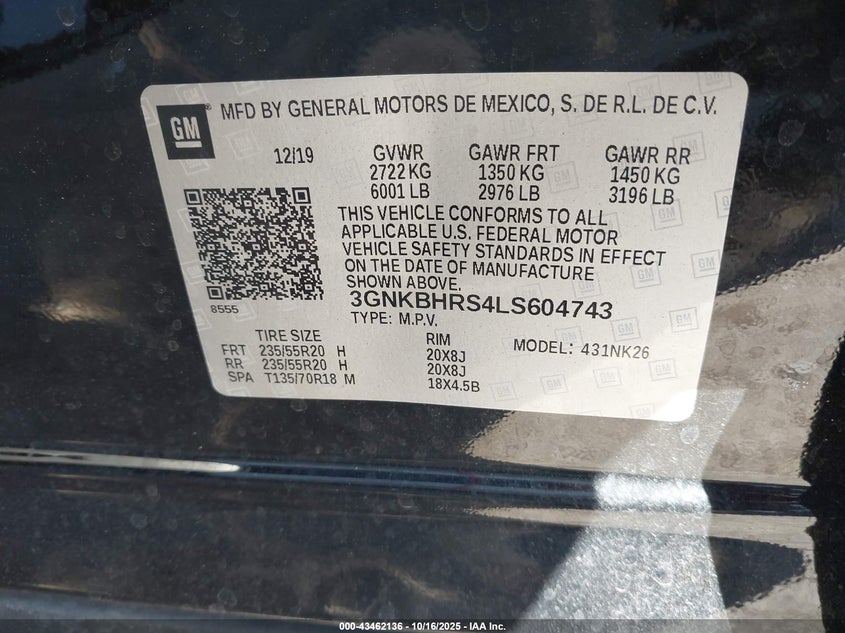 GM® MFD BY GENERAL MOTORS DE MEXICO, S. DE R.L. DE C.V.
12/19 GVWR GAWR FRT GAWR RR
2722 KG 1350 KG 1450 KG
6001 LB 2976 LB 3196 LB
THIS VEHICLE CONFORMS TO ALL
APPLICABLE U.S. FEDERAL MOTOR
VEHICLE SAFETY STANDARDS IN EFFECT
ON THE DATE OF MANUFACTURE
SHOWN ABOVE.
8555 3GNKBHRS4LS604743
TYPE: M.P.V.
TIRE SIZE RIM MODEL: 431NK26
FRT 235/55R20 H 20X8J
RR 235/55R20 H 20X8J
SPA T135/70R18 M 18X4.5B
000-43462136 - 10/16/2025 - IAA Inc.